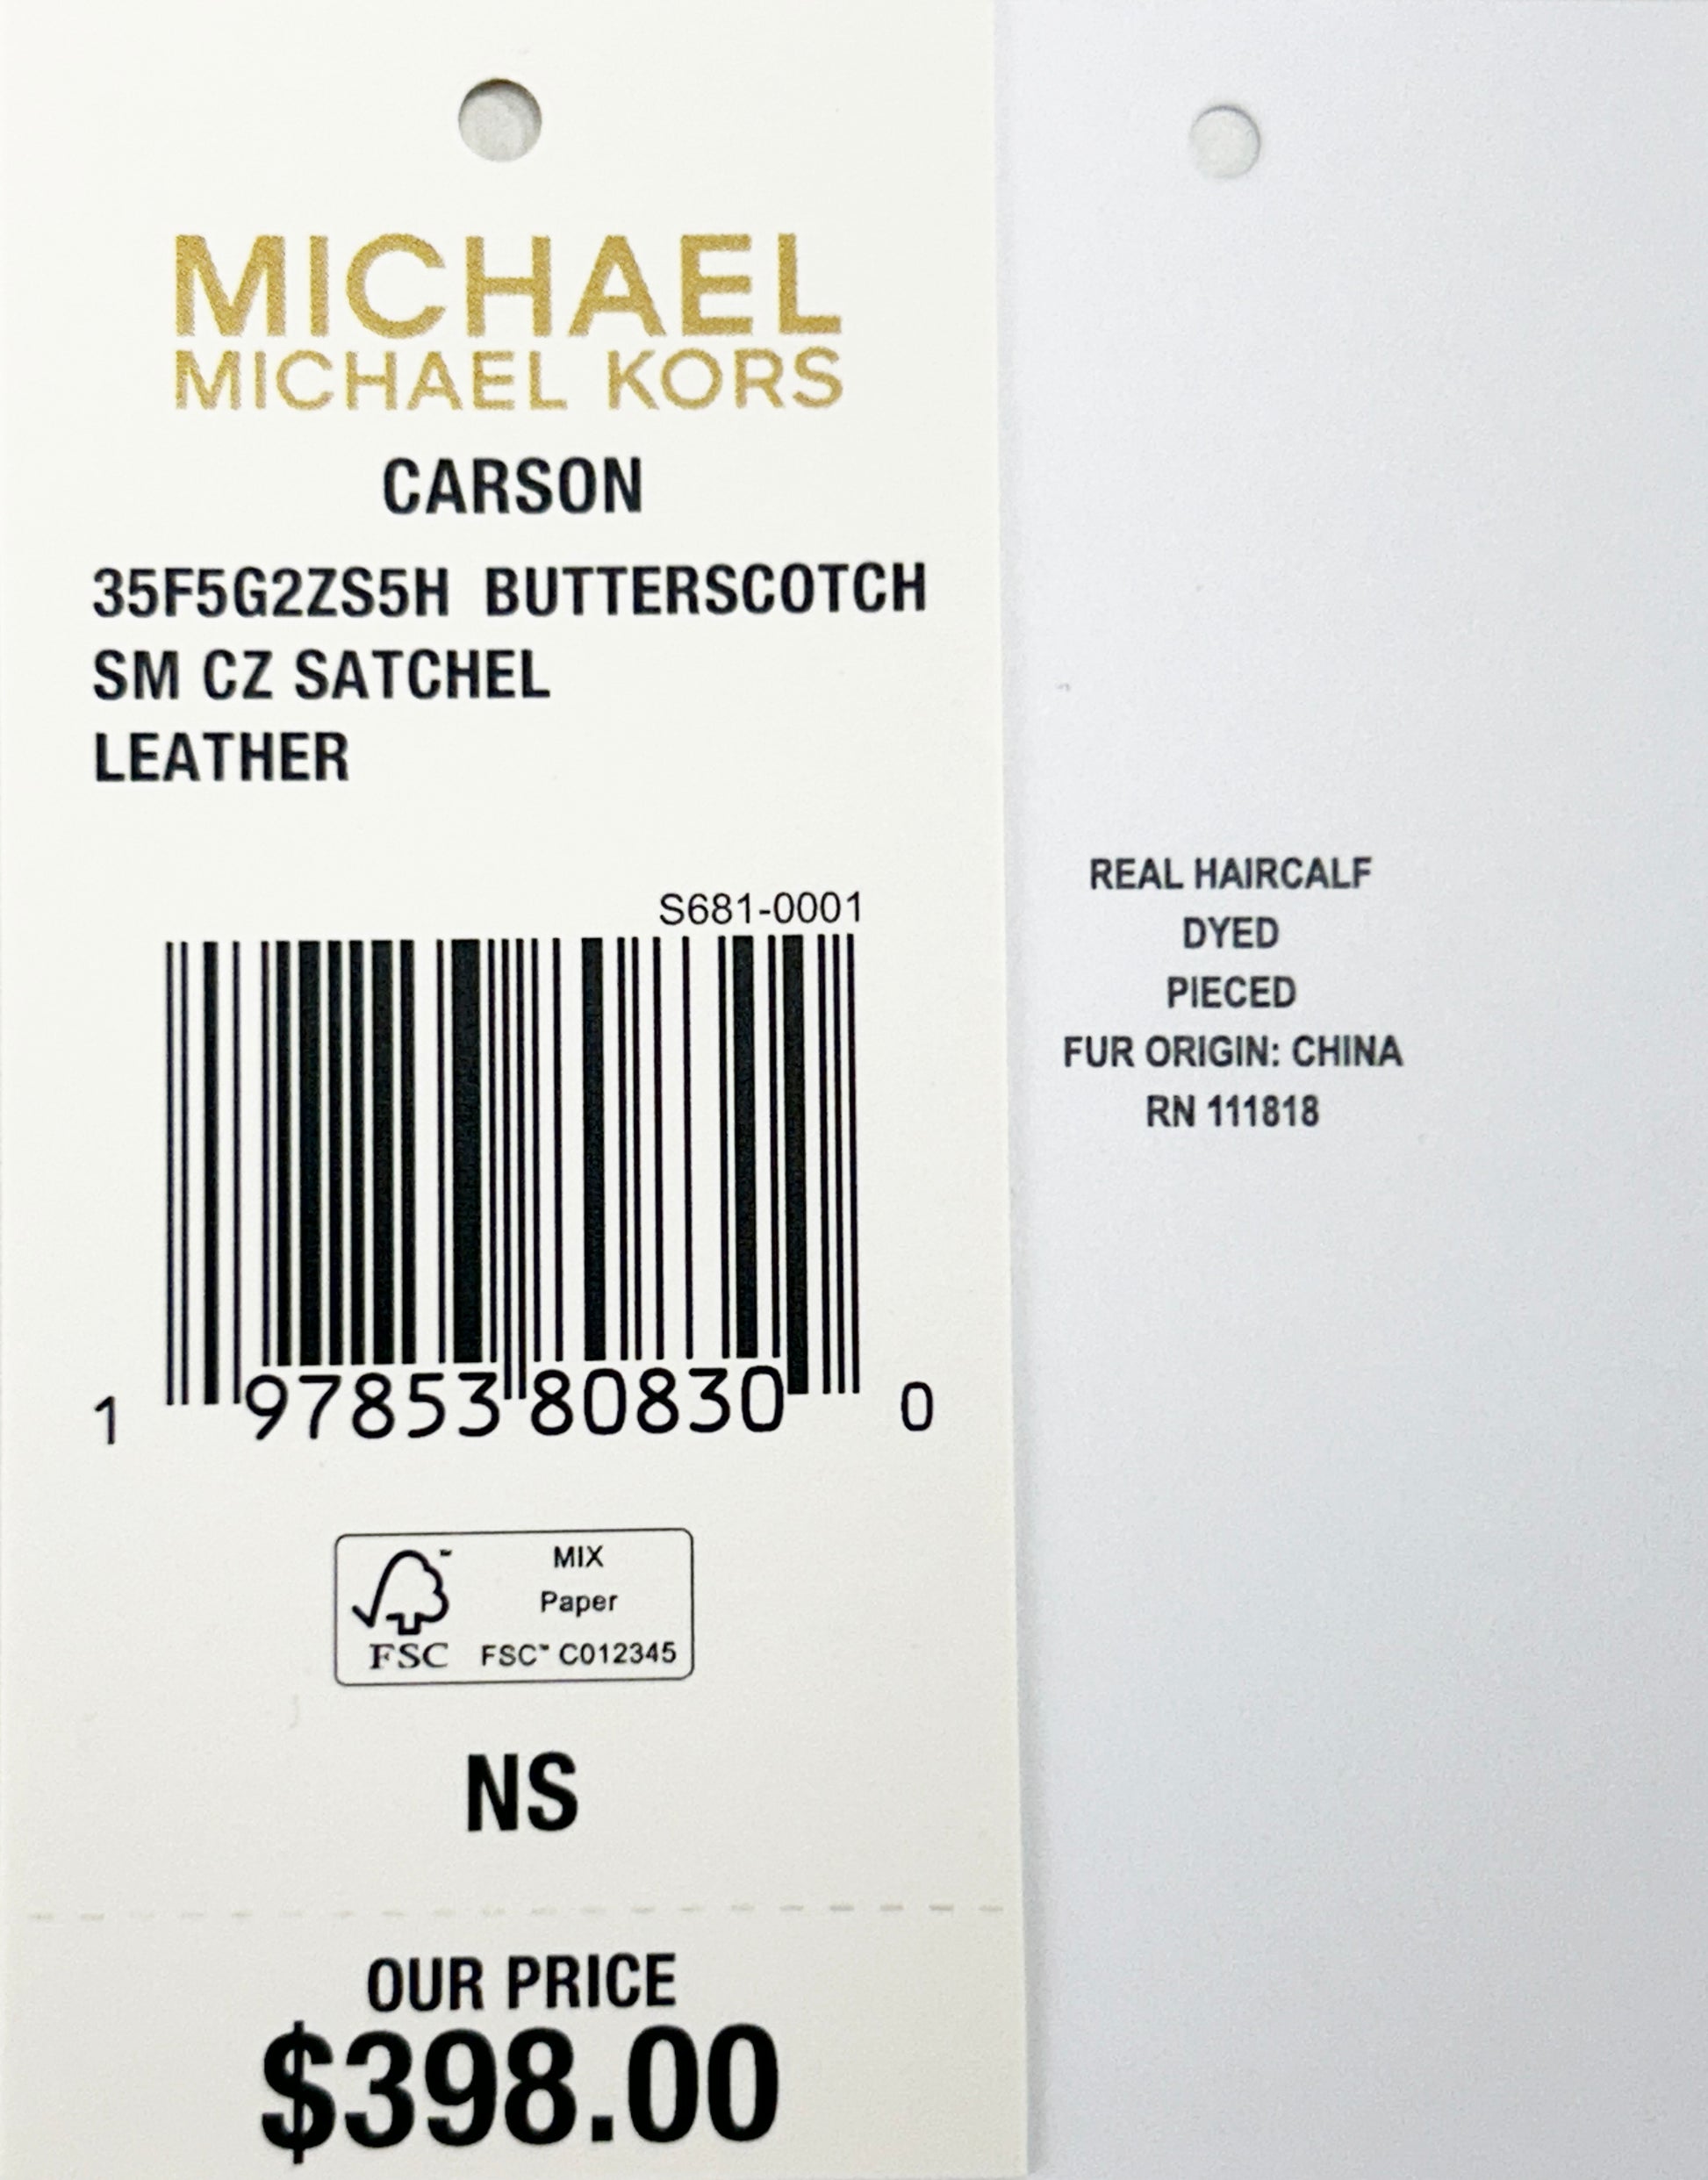 MICHAEL
MICHAEL KORS
CARSON
35F5G2ZS5H BUTTERSCOTCH
SM CZ SATCHEL
LEATHER
S681-0001
1 97853 80830 0
MIX
Paper
FSC FSC™ C012345
NS
OUR PRICE
$398.00
REAL HAIRCALF
DYED
PIECED
FUR ORIGIN: CHINA
RN 111818